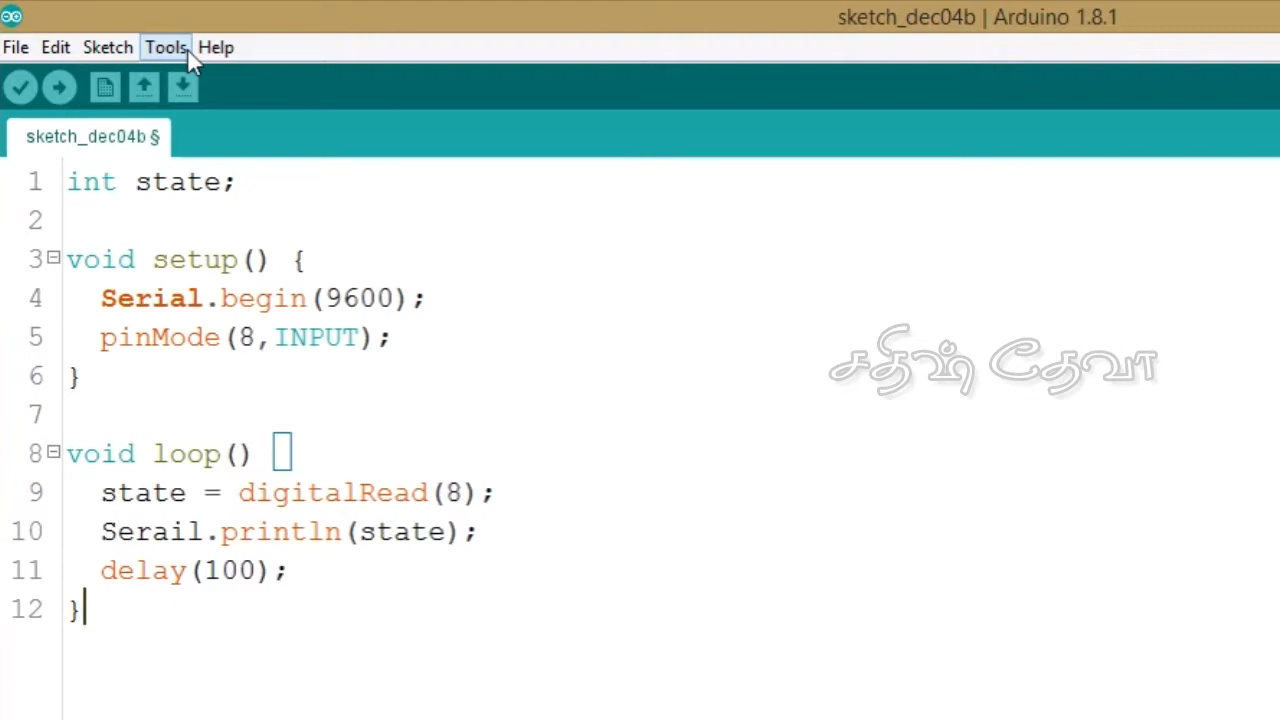 sketch_dec04b | Arduino 1.8.1
File Edit Sketch Tools Help
sketch_dec04b §
1 int state;
2
3 void setup() {
4 Serial.begin(9600);
5 pinMode(8,INPUT);
6 }
7
8 void loop()
9 state = digitalRead(8);
10 Serail.println(state);
11 delay(100);
12 }
சதிஷ் தேவா